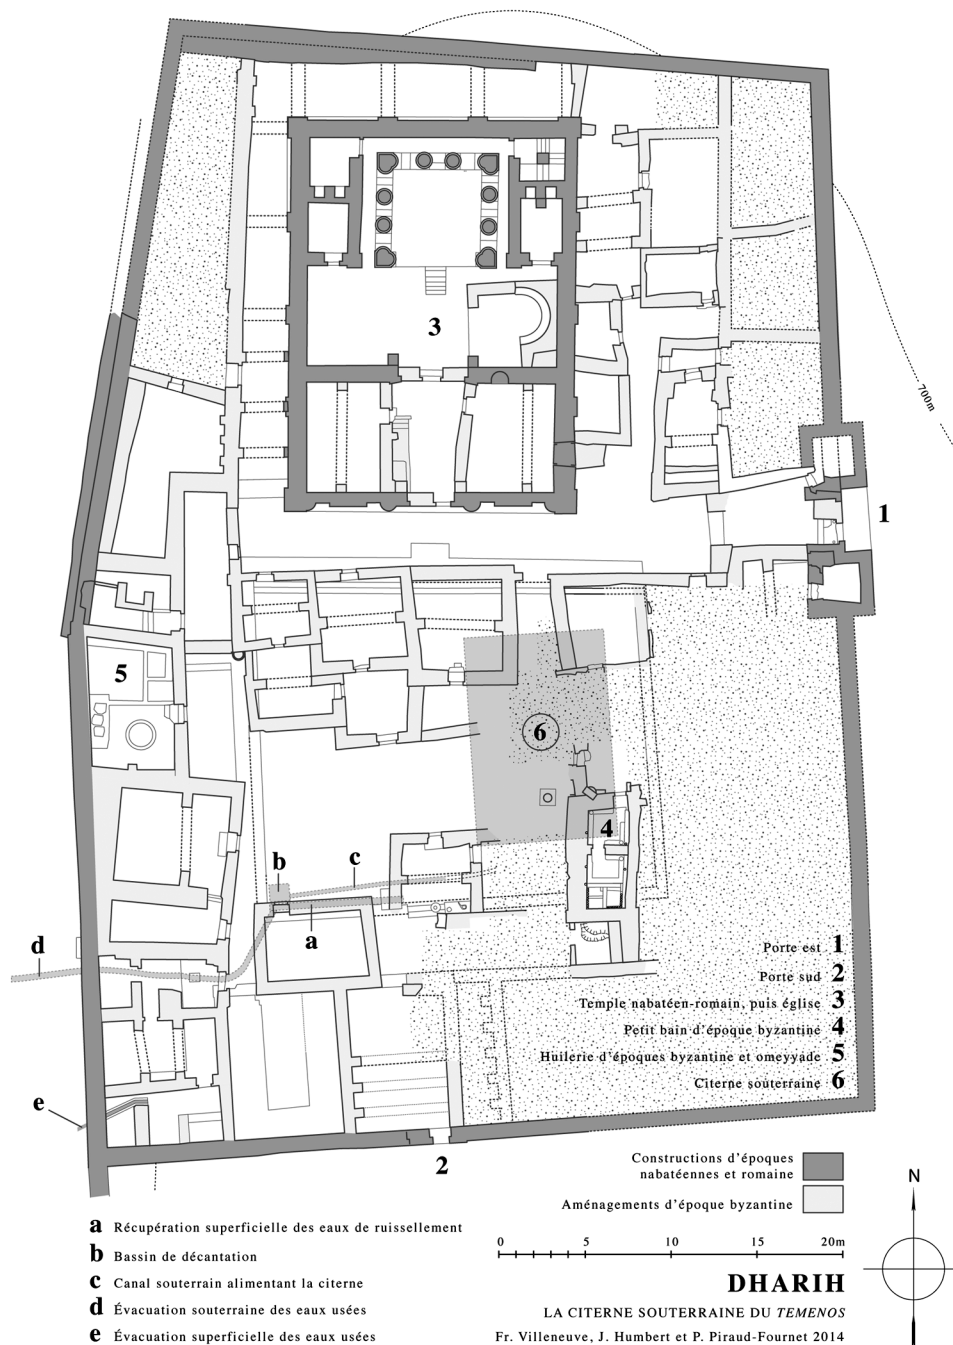 700m
3
1
5
6
4
b
c
a
d
e
2
Porte est 1
Porte sud 2
Temple nabatéen-romain, puis église 3
Petit bain d'époque byzantine 4
Huilerie d'époques byzantine et omeyyade 5
Citerne souterraine 6
Constructions d'époques
nabatéennes et romaine
Aménagements d'époque byzantine
N
a Récupération superficielle des eaux de ruissellement
b Bassin de décantation
c Canal souterrain alimentant la citerne
d Évacuation souterraine des eaux usées
e Évacuation superficielle des eaux usées
0 5 10 15 20m
DHARIH
LA CITERNE SOUTERRAINE DU TEMENOS
Fr. Villeneuve, J. Humbert et P. Piraud-Fournet 2014